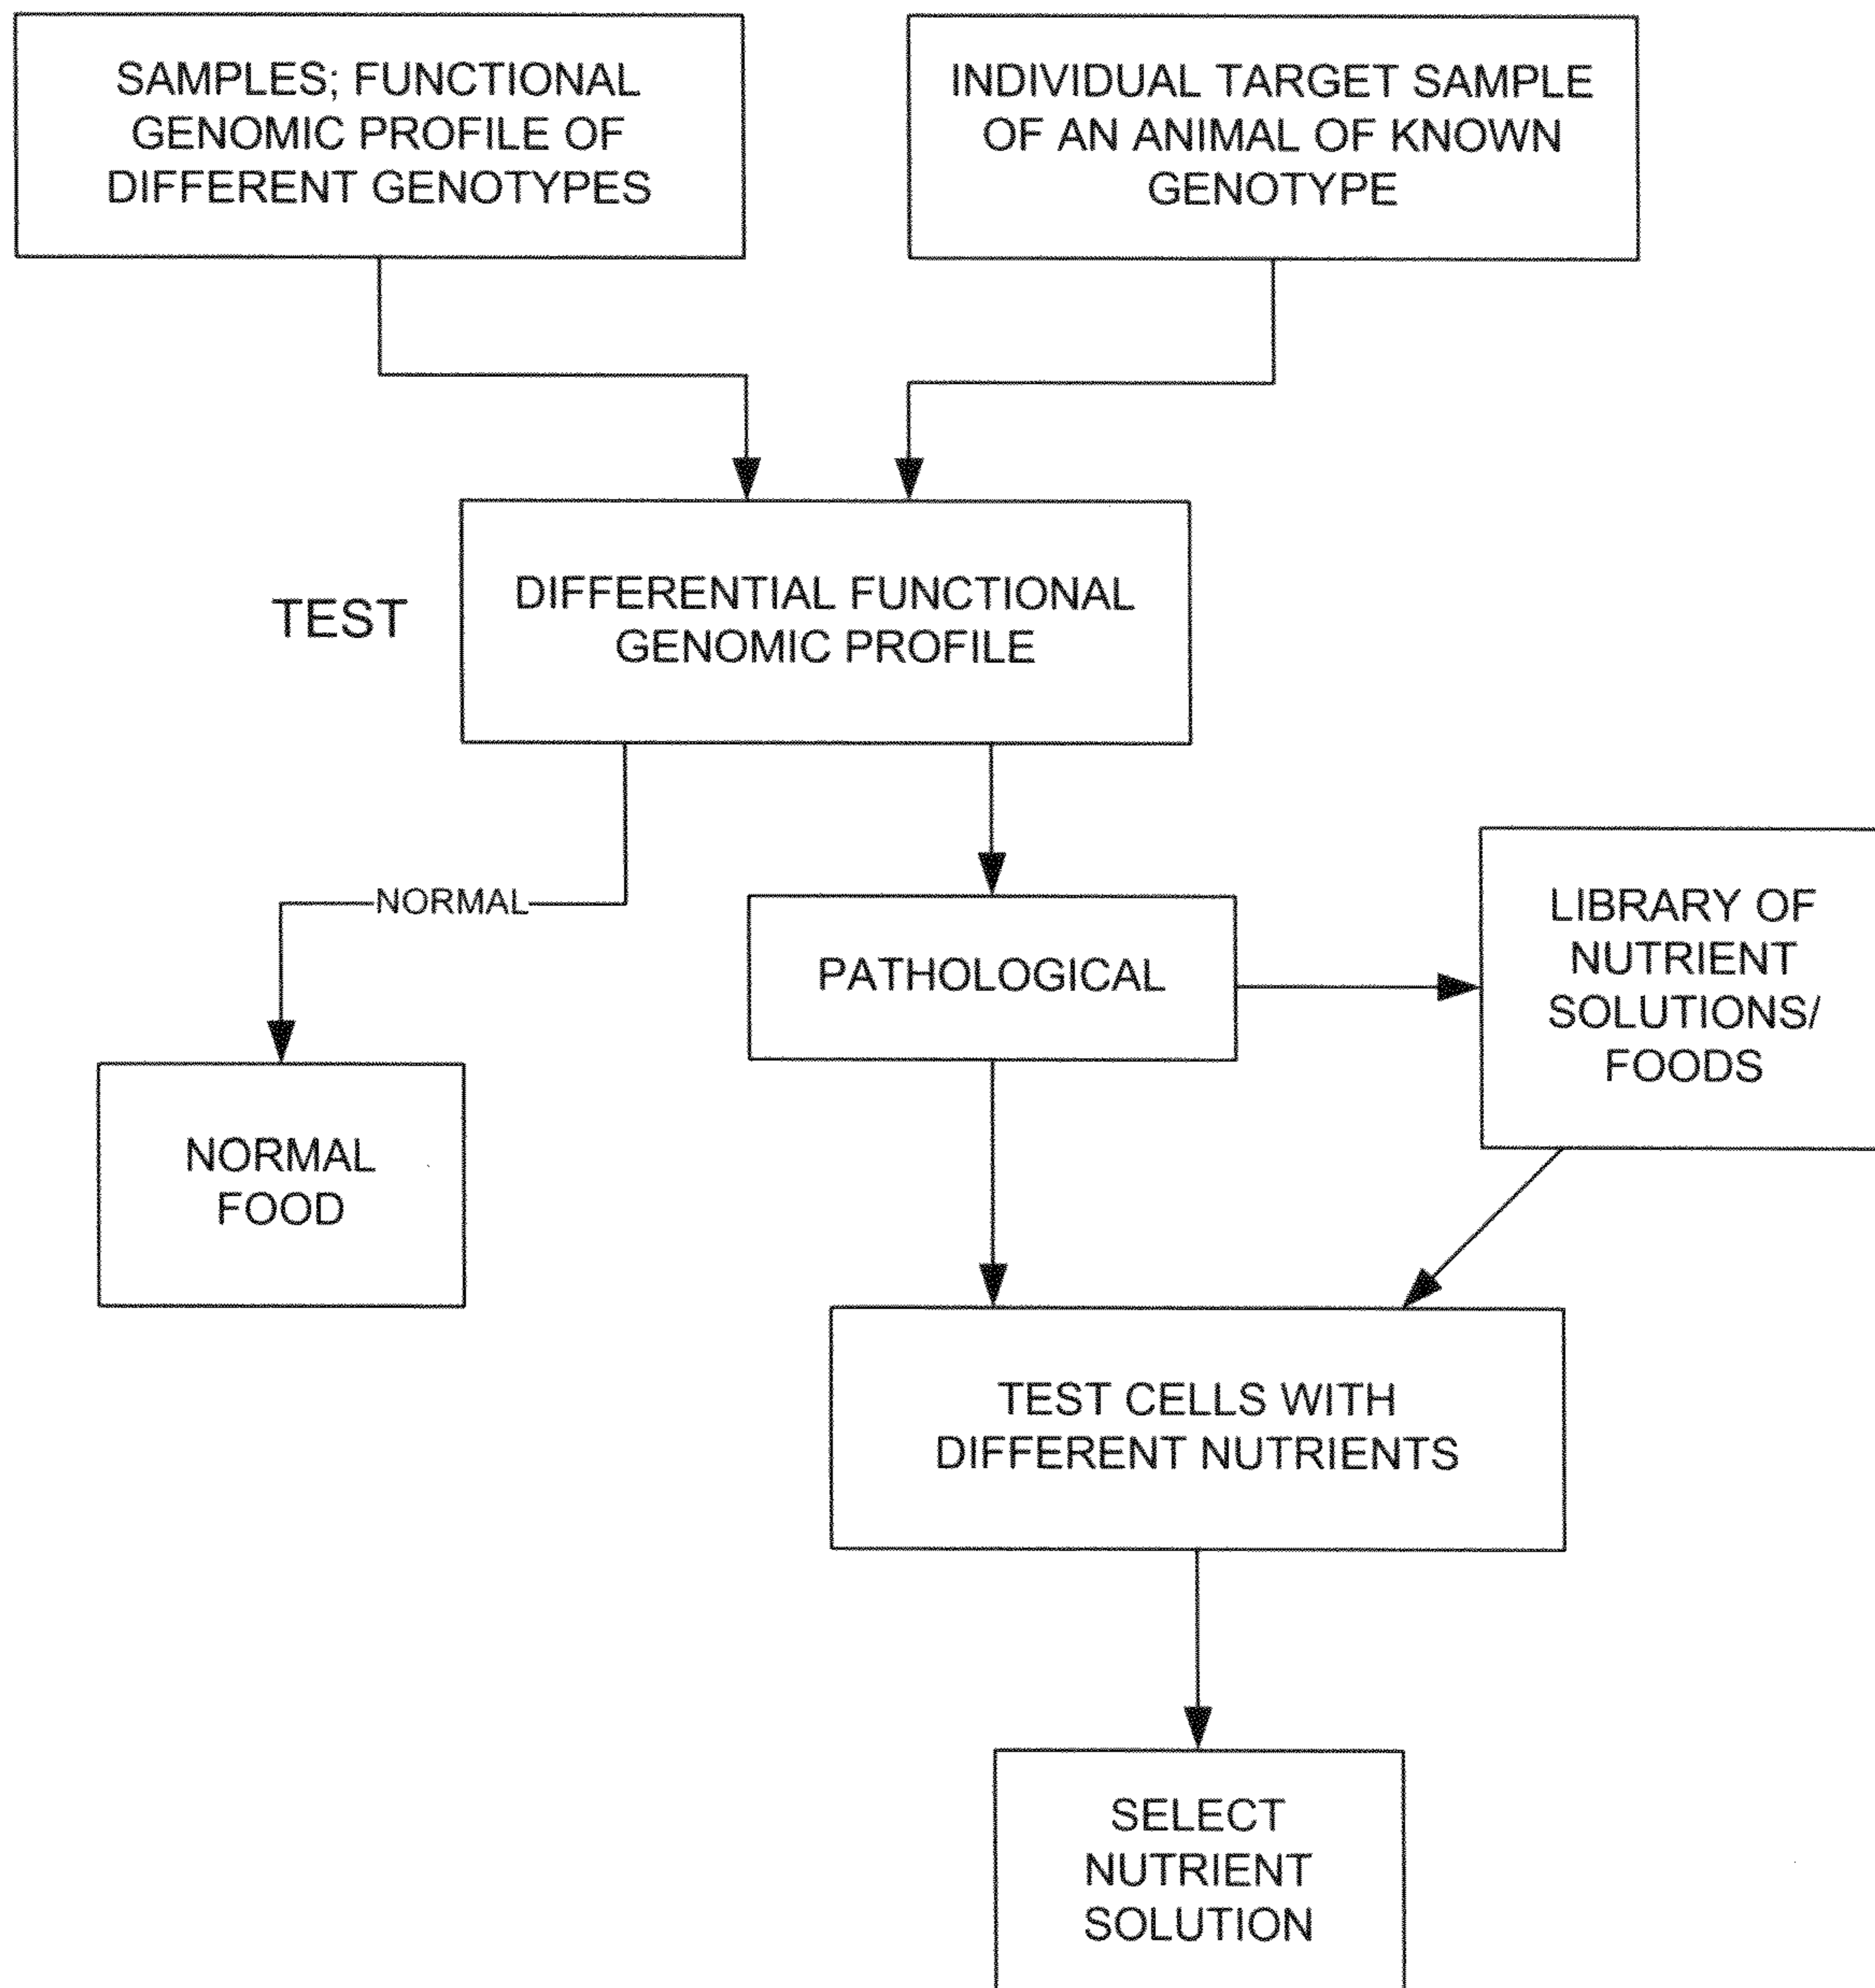 SAMPLES; FUNCTIONAL
GENOMIC PROFILE OF
DIFFERENT GENOTYPES
INDIVIDUAL TARGET SAMPLE
OF AN ANIMAL OF KNOWN
GENOTYPE
TEST
DIFFERENTIAL FUNCTIONAL
GENOMIC PROFILE
NORMAL
PATHOLOGICAL
LIBRARY OF
NUTRIENT
SOLUTIONS/
FOODS
NORMAL
FOOD
TEST CELLS WITH
DIFFERENT NUTRIENTS
SELECT
NUTRIENT
SOLUTION